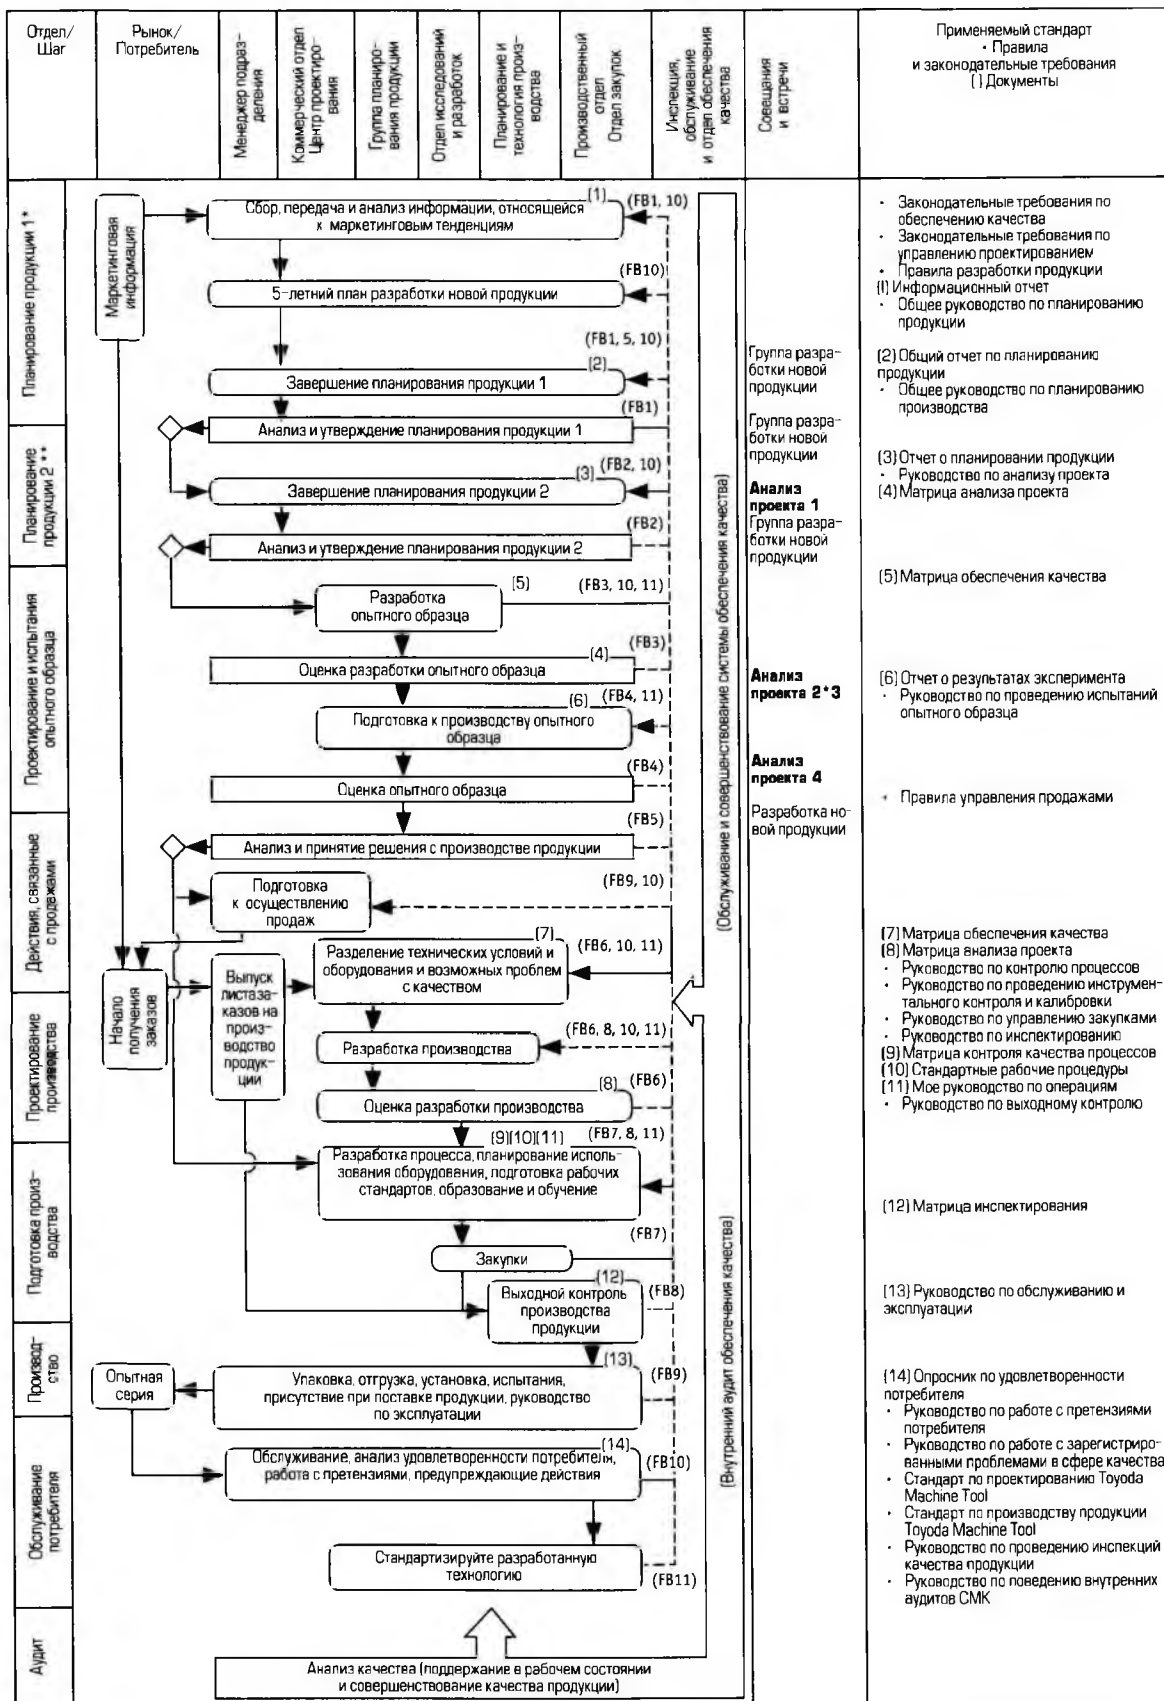 Отдел/
Шаг
Рынок/
Потребитель
Менеджер подраз-
деления
Коммерческий отдел
Центр проектиро-
вания
Группа планиро-
вания продукции
Отдел исследований
и разработок
Планирование и
технология произ-
водства
Производственный
отдел
Отдел закупок
Инспекция,
обслуживание
и отдел обеспечения
качества
Совещания
и встречи
Применяемый стандарт
• Правила
и законодательные требования
( ) Документы
Планирование продукции 1*
Маркетинговая
информация
(1)
(FB1, 10)
Сбор, передача и анализ информации, относящейся
к маркетинговым тенденциям
(FB10)
5-летний план разработки новой продукции
(FB1, 5, 10)
(2)
Завершение планирования продукции 1
(FB1)
Анализ и утверждение планирования продукции 1
Группа разра-
ботки новой
продукции
Группа разра-
ботки новой
продукции
• Законодательные требования по
обеспечению качества
• Законодательные требования по
управлению проектированием
• Правила разработки продукции
(I) Информационный отчет
• Общее руководство по планированию
продукции
(2) Общий отчет по планированию
продукции
• Общее руководство по планированию
производства
Планирование
продукции 2**
(3)
(FB2, 10)
Завершение планирования продукции 2
(FB2)
Анализ и утверждение планирования продукции 2
Анализ
проекта 1
Группа разра-
ботки новой
продукции
(3) Отчет о планировании продукции
• Руководство по анализу проекта
(4) Матрица анализа проекта
Проектирование и испытания
опытного образца
(5)
(FB3, 10, 11)
Разработка
опытного образца
(4)
(FB3)
Оценка разработки опытного образца
(6)
(FB4, 11)
Подготовка к производству опытного
образца
(FB4)
Оценка опытного образца
Анализ
проекта 2*3
Анализ
проекта 4
(5) Матрица обеспечения качества
(6) Отчет о результатах эксперимента
• Руководство по проведению испытаний
опытного образца
• Правила управления продажами
Действия, связанные
с продажами
(FB5)
Анализ и принятие решения с производстве продукции
Разработка но-
вой продукции
(FB9, 10)
Подготовка
к осуществлению
продаж
Начало
получения
заказов
Выпуск
листа за-
казов на
произ-
водство
продук-
ции
(7)
(FB6, 10, 11)
Разделение технических условий и
оборудования и возможных проблем
с качеством
Проектирование
производства
(FB6, 8, 10, 11)
Разработка производства
(8)
(FB6)
Оценка разработки производства
(7) Матрица обеспечения качества
(8) Матрица анализа проекта
• Руководство по контролю процессов
• Руководство по проведению инструмен-
тального контроля и калибровки
• Руководство по управлению закупками
• Руководство по инспектированию
(9) Матрица контроля качества процессов
(10) Стандартные рабочие процедуры
(11) Мое руководство по операциям
• Руководство по выходному контролю
Подготовка произ-
водства
(9)(10)(11)
(FB7, 8, 11)
Разработка процесса, планирование исполь-
зования оборудования, подготовка рабочих
стандартов, образование и обучение
(FB7)
Закупки
(12)
(FB8)
Выходной контроль
производства
продукции
(12) Матрица инспектирования
(13) Руководство по обслуживанию и
эксплуатации
Производ-
ство
Опытная
серия
(13)
(FB9)
Упаковка, отгрузка, установка, испытания,
присутствие при поставке продукции, руководство
по эксплуатации
Обслуживание
потребителя
(14)
(FB10)
Обслуживание, анализ удовлетворенности потребителя,
работа с претензиями, предупреждающие действия
Стандартизируйте разработанную
технологию
(FB11)
(14) Опросник по удовлетворенности
потребителя
• Руководство по работе с претензиями
потребителя
• Руководство по работе с зарегистриро-
ванными проблемами в сфере качества
• Стандарт по проектированию Toyoda
Machine Tool
• Стандарт по производству продукции
Toyoda Machine Tool
• Руководство по проведению инспекций
качества продукции
• Руководство по поведению внутренних
аудитов СМК
(Обслуживание и совершенствование системы обеспечения качества)
(Внутренний аудит обеспечения качества)
Аудит
Анализ качества (поддержание в рабочем состоянии
и совершенствование качества продукции)